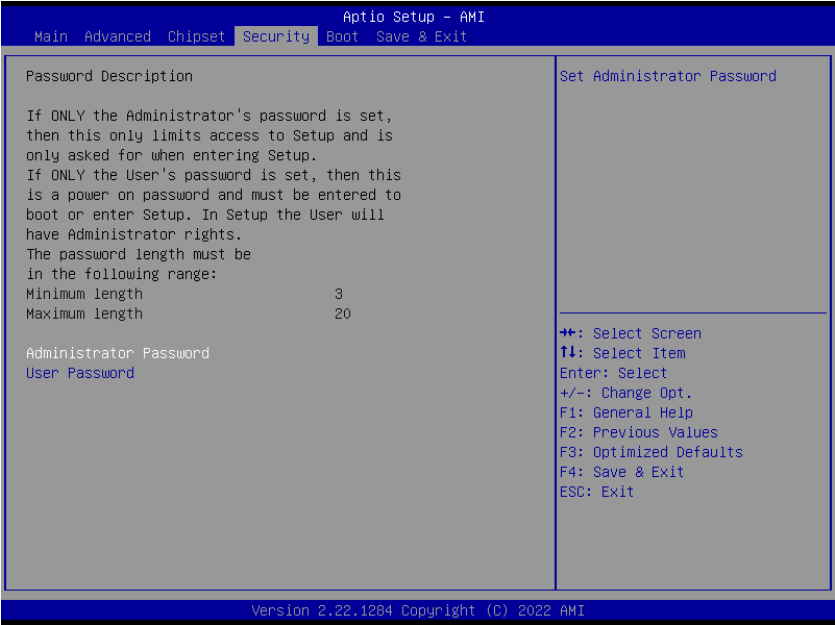 Aptio Setup – AMI
Main Advanced Chipset Security Boot Save & Exit
Password Description
If ONLY the Administrator's password is set,
then this only limits access to Setup and is
only asked for when entering Setup.
If ONLY the User's password is set, then this
is a power on password and must be entered to
boot or enter Setup. In Setup the User will
have Administrator rights.
The password length must be
in the following range:
Minimum length 3
Maximum length 20
Administrator Password
User Password
Set Administrator Password
→←: Select Screen
↑↓: Select Item
Enter: Select
+/-: Change Opt.
F1: General Help
F2: Previous Values
F3: Optimized Defaults
F4: Save & Exit
ESC: Exit
Version 2.22.1284 Copyright (C) 2022 AMI